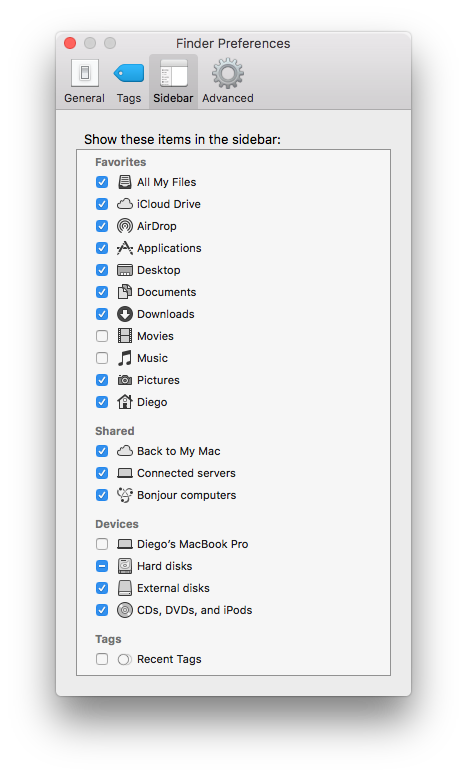 Finder Preferences
General Tags Sidebar Advanced
Show these items in the sidebar:
Favorites
All My Files
iCloud Drive
AirDrop
Applications
Desktop
Documents
Downloads
Movies
Music
Pictures
Diego
Shared
Back to My Mac
Connected servers
Bonjour computers
Devices
Diego’s MacBook Pro
Hard disks
External disks
CDs, DVDs, and iPods
Tags
Recent Tags